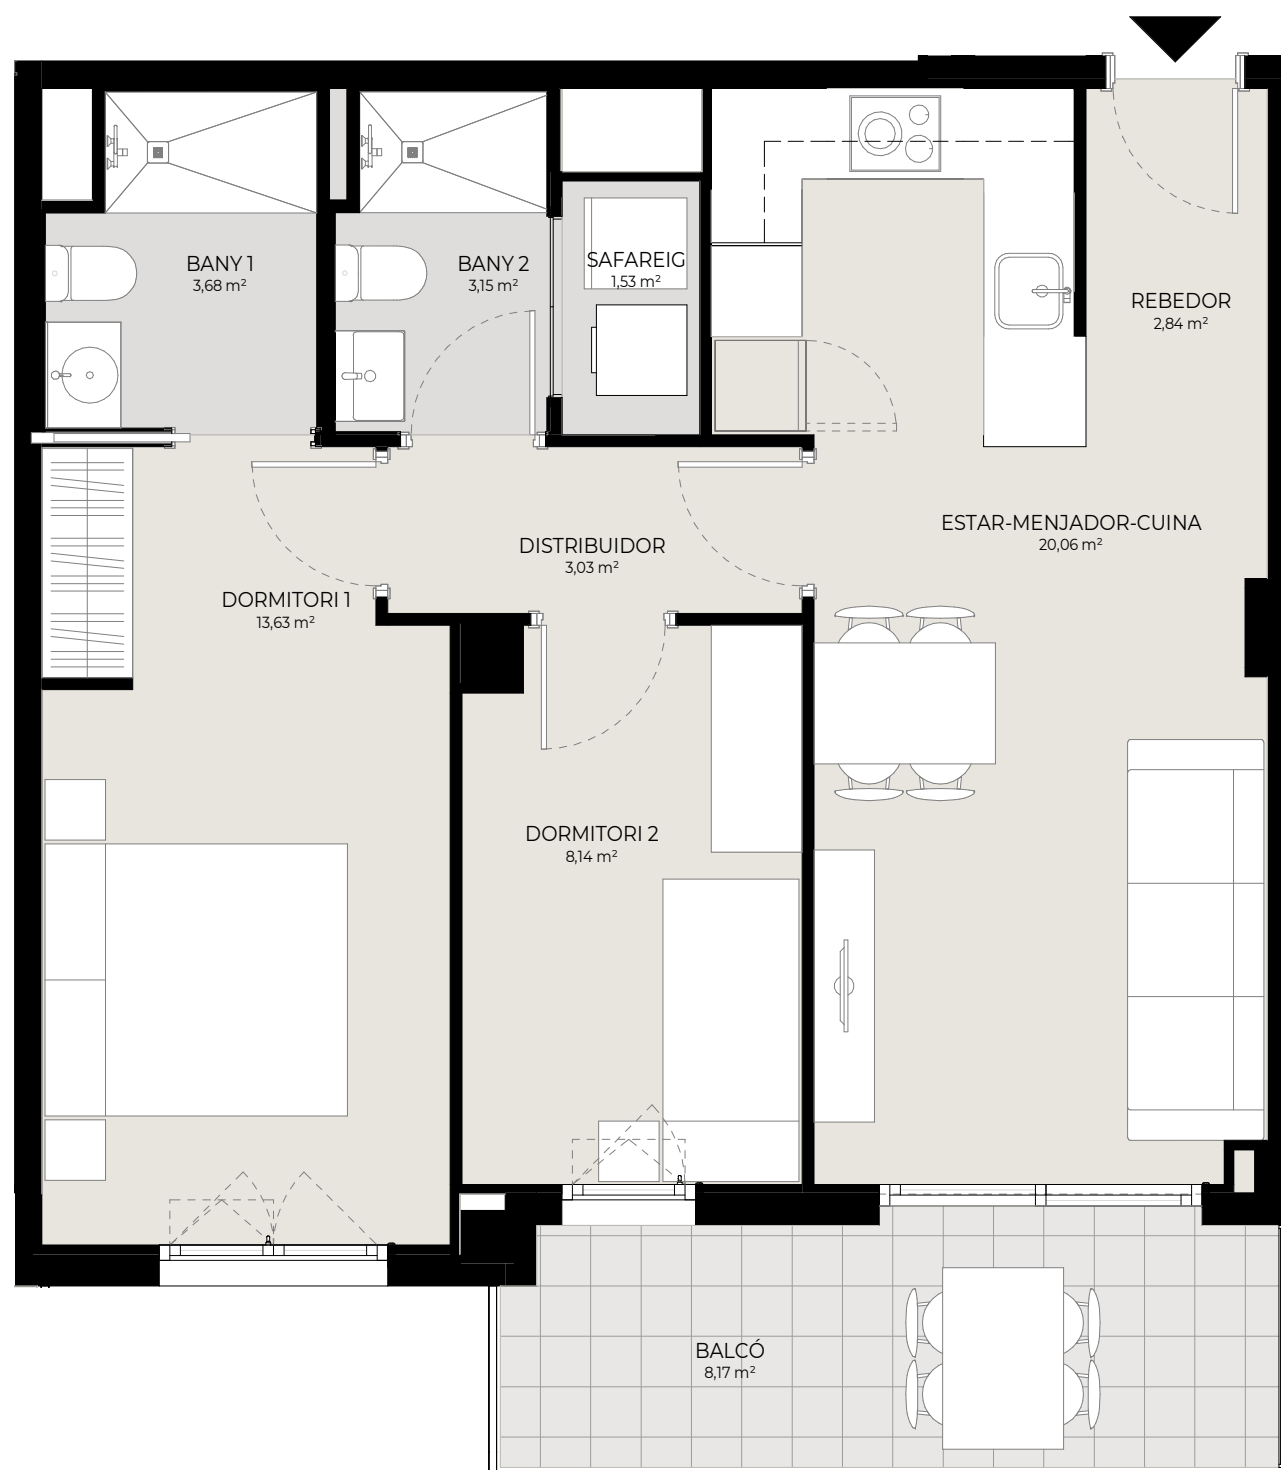 BANY 1
3,68 m²
BANY 2
3,15 m²
SAFAREIG
1,53 m²
REBEDOR
2,84 m²
ESTAR-MENJADOR-CUINA
20,06 m²
DISTRIBUIDOR
3,03 m²
DORMITORI 1
13,63 m²
DORMITORI 2
8,14 m²
BALCÓ
8,17 m²